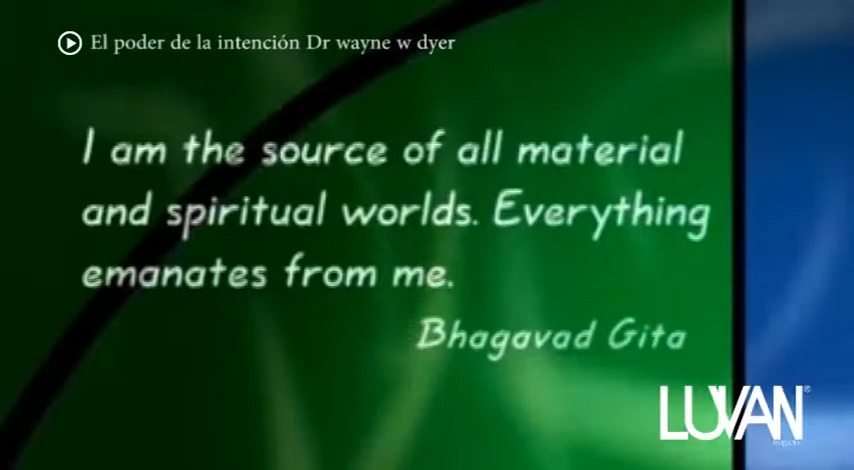 El poder de la intención Dr wayne w dyer
I am the source of all material
and spiritual worlds. Everything
emanates from me.
Bhagavad Gita
LUVAN®